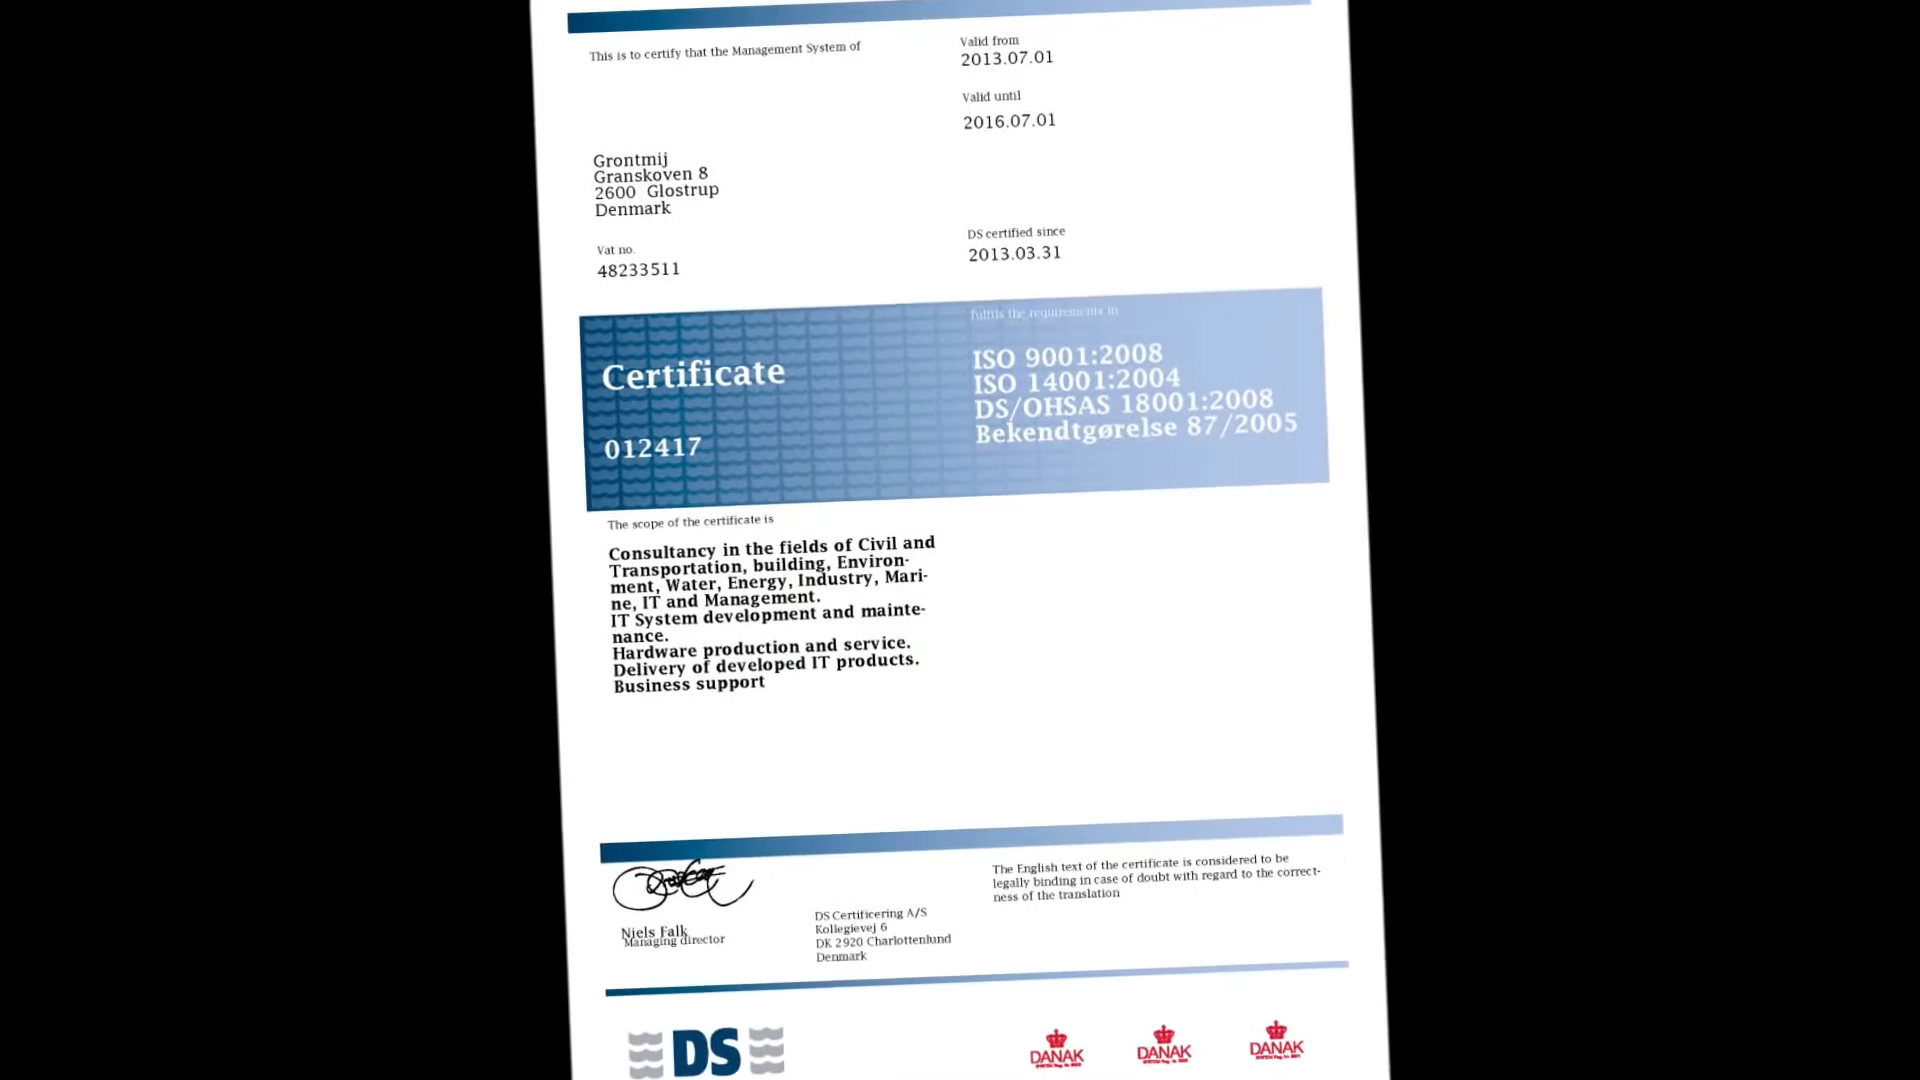 This is to certify that the Management System of
Valid from
2013.07.01
Valid until
2016.07.01
Grontmij
Granskoven 8
2600 Glostrup
Denmark
Vat no.
48233511
DS certified since
2013.03.31
Certificate
012417
fulfils the requirements in
ISO 9001:2008
ISO 14001:2004
DS/OHSAS 18001:2008
Bekendtgørelse 87/2005
The scope of the certificate is
Consultancy in the fields of Civil and
Transportation, building, Environ-
ment, Water, Energy, Industry, Mari-
ne, IT and Management.
IT System development and mainte-
nance.
Hardware production and service.
Delivery of developed IT products.
Business support
Niels Falk
Managing director
DS Certificering A/S
Kollegievej 6
DK 2920 Charlottenlund
Denmark
The English text of the certificate is considered to be
legally binding in case of doubt with regard to the correct-
ness of the translation
DS
DANAK
DANAK
DANAK